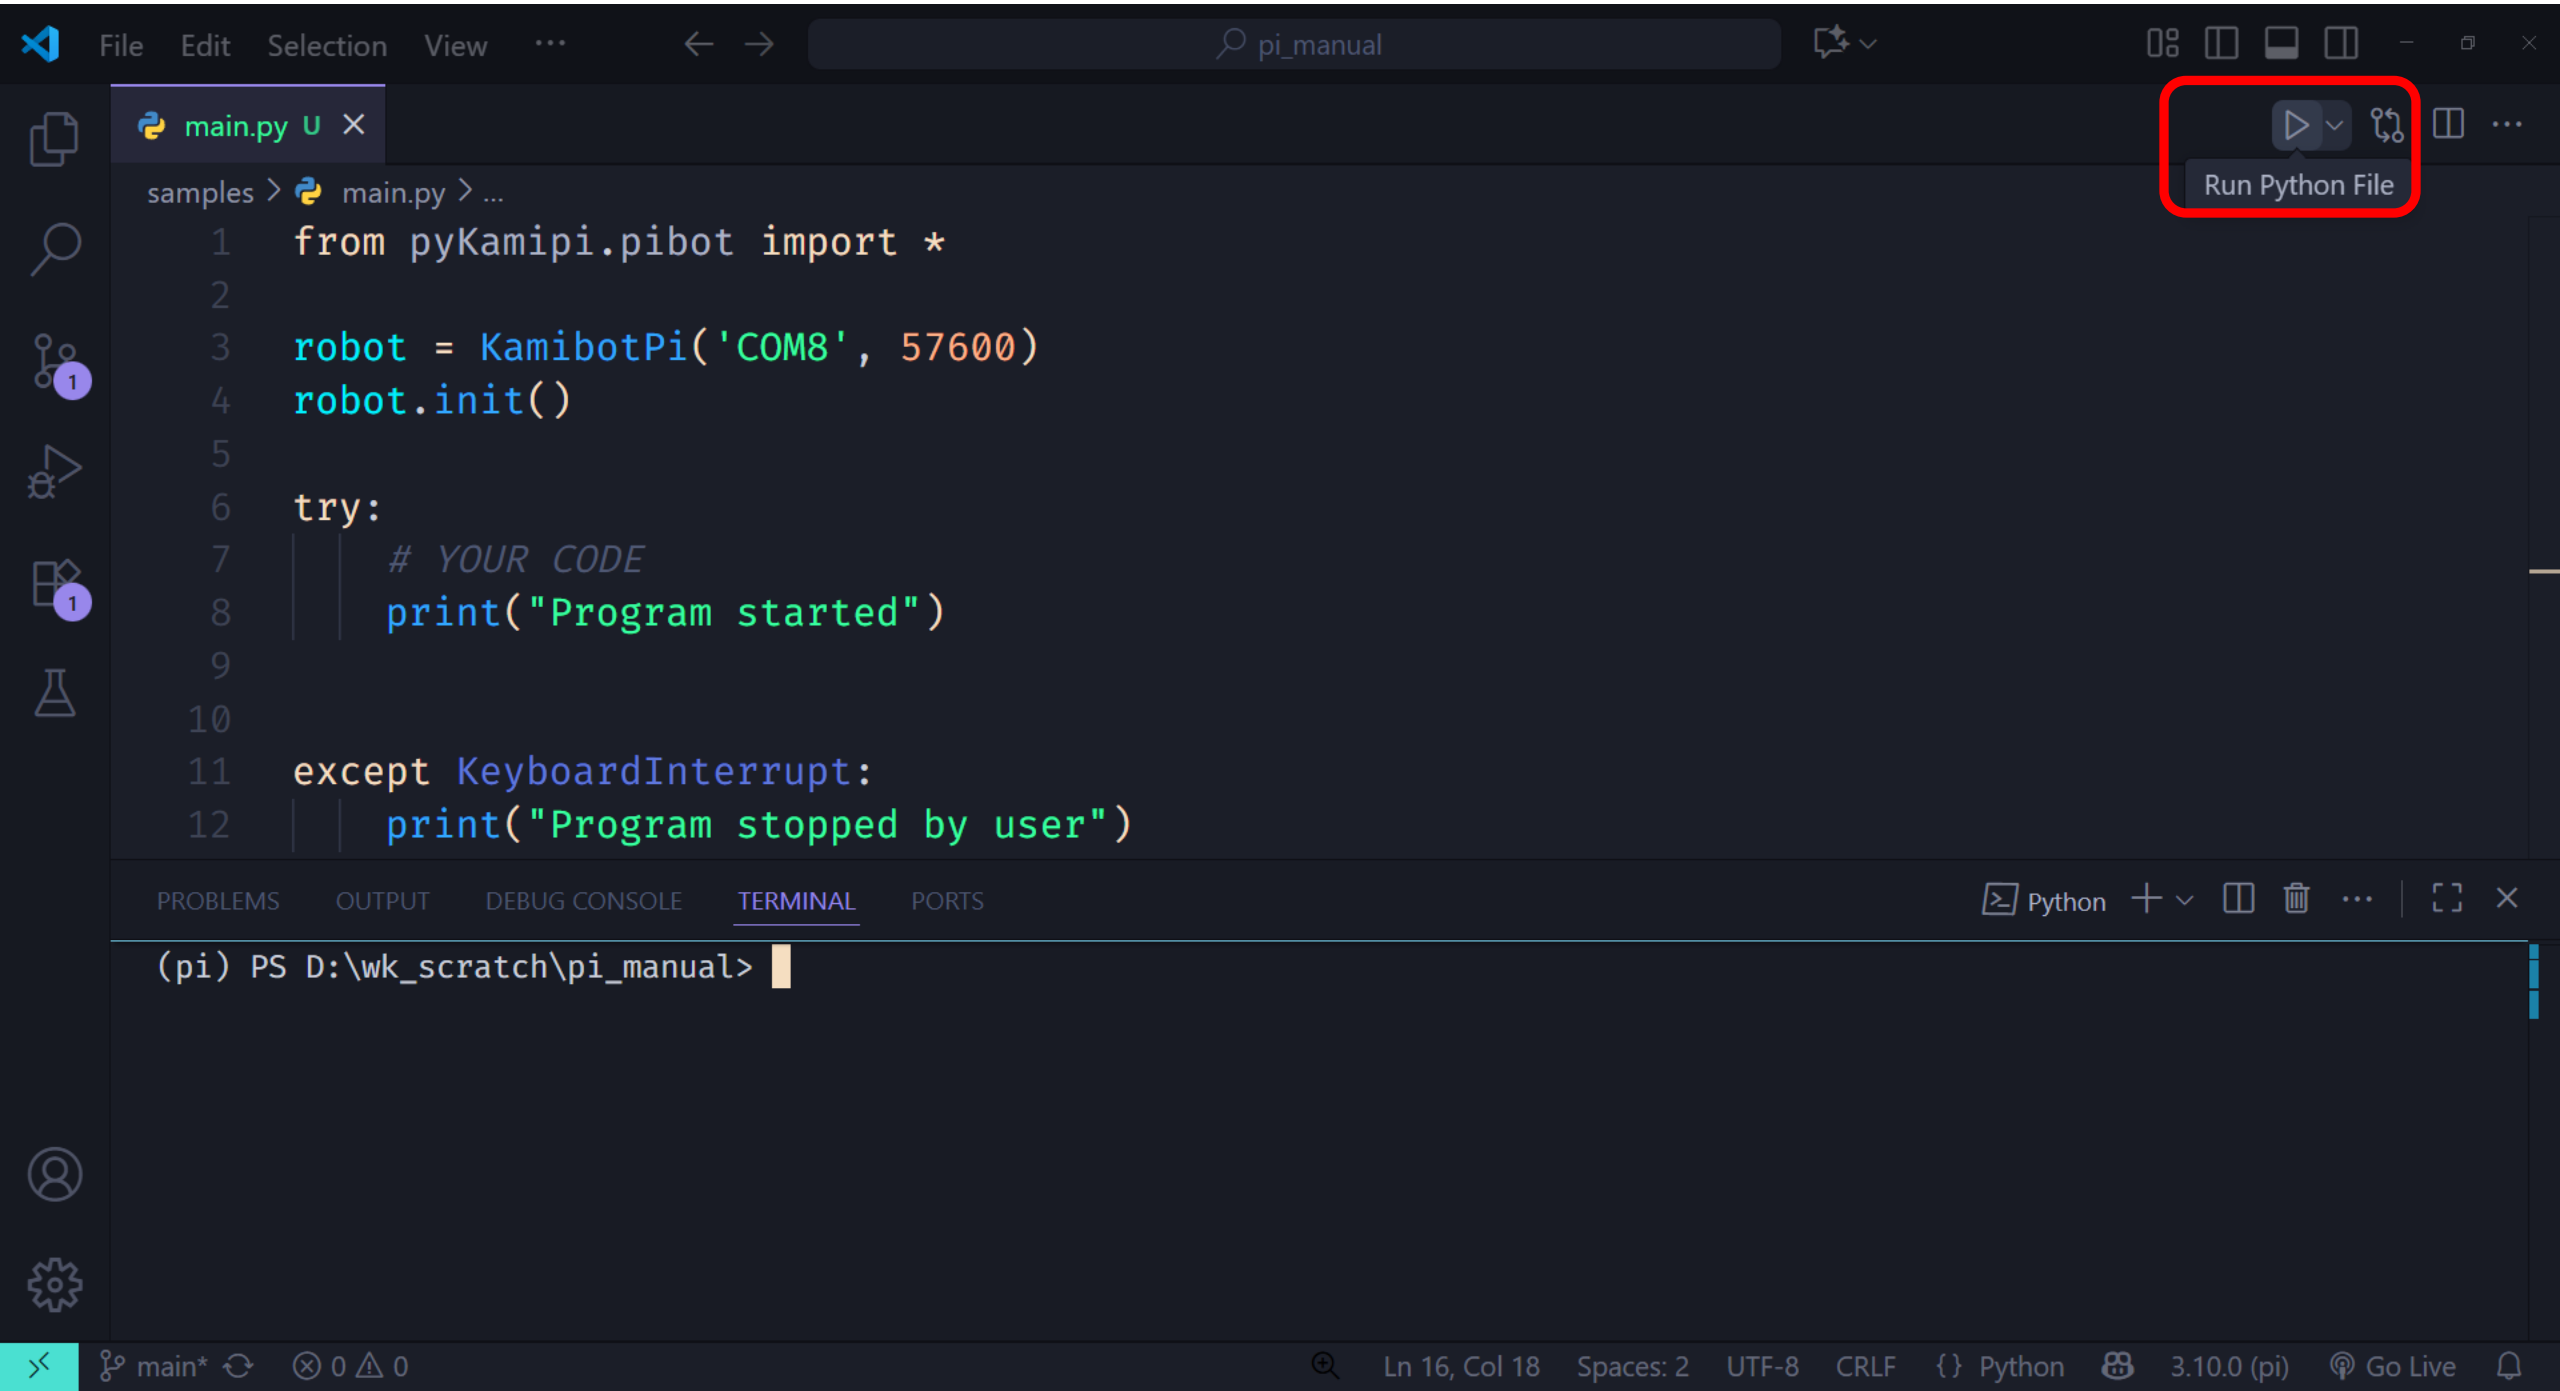 File Edit Selection View ... pi_manual
main.py U
Run Python File
samples > main.py > ...
1 from pyKamipi.pibot import *
2
3 robot = KamibotPi('COM8', 57600)
4 robot.init()
5
6 try:
7 # YOUR CODE
8 print("Program started")
9
10
11 except KeyboardInterrupt:
12 print("Program stopped by user")
1
1
PROBLEMS OUTPUT DEBUG CONSOLE TERMINAL PORTS Python
(pi) PS D:\wk_scratch\pi_manual>
main* 0 0 Ln 16, Col 18 Spaces: 2 UTF-8 CRLF {} Python 3.10.0 (pi) Go Live